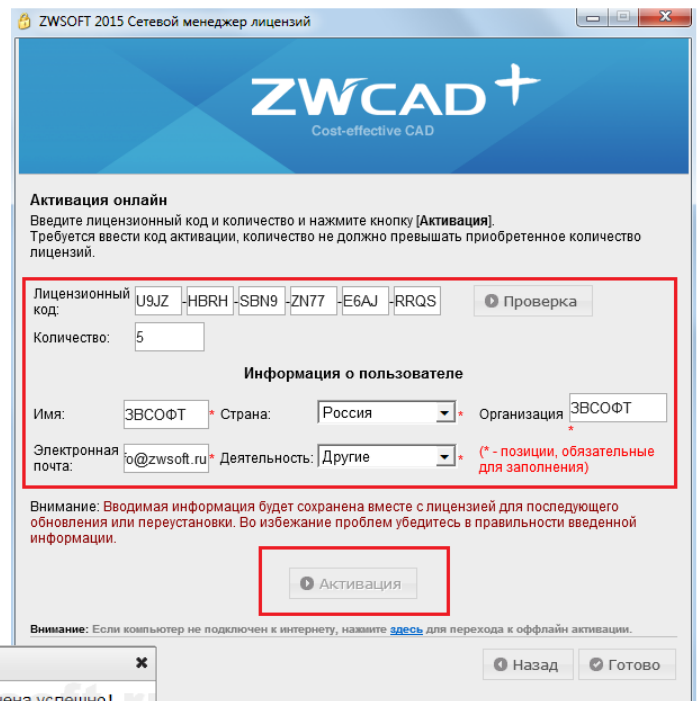 ZWSOFT 2015 Сетевой менеджер лицензий
ZWCAD+
Cost-effective CAD
Активация онлайн
Введите лицензионный код и количество и нажмите кнопку [Активация].
Требуется ввести код активации, количество не должно превышать приобретенное количество
лицензий.
Лицензионный код: U9JZ -HBRH -SBN9 -ZN77 -E6AJ -RRQS Проверка
Количество: 5
Информация о пользователе
Имя: ЗВСОФТ * Страна: Россия * Организация ЗВСОФТ *
Электронная почта: fo@zwsoft.ru * Деятельность: Другие * (* - позиции, обязательные
для заполнения)
Внимание: Вводимая информация будет сохранена вместе с лицензией для последующего
обновления или переустановки. Во избежание проблем убедитесь в правильности введенной
информации.
Активация
Внимание: Если компьютер не подключен к интернету, нажмите здесь для перехода к оффлайн активации.
Назад Готово
успешно!